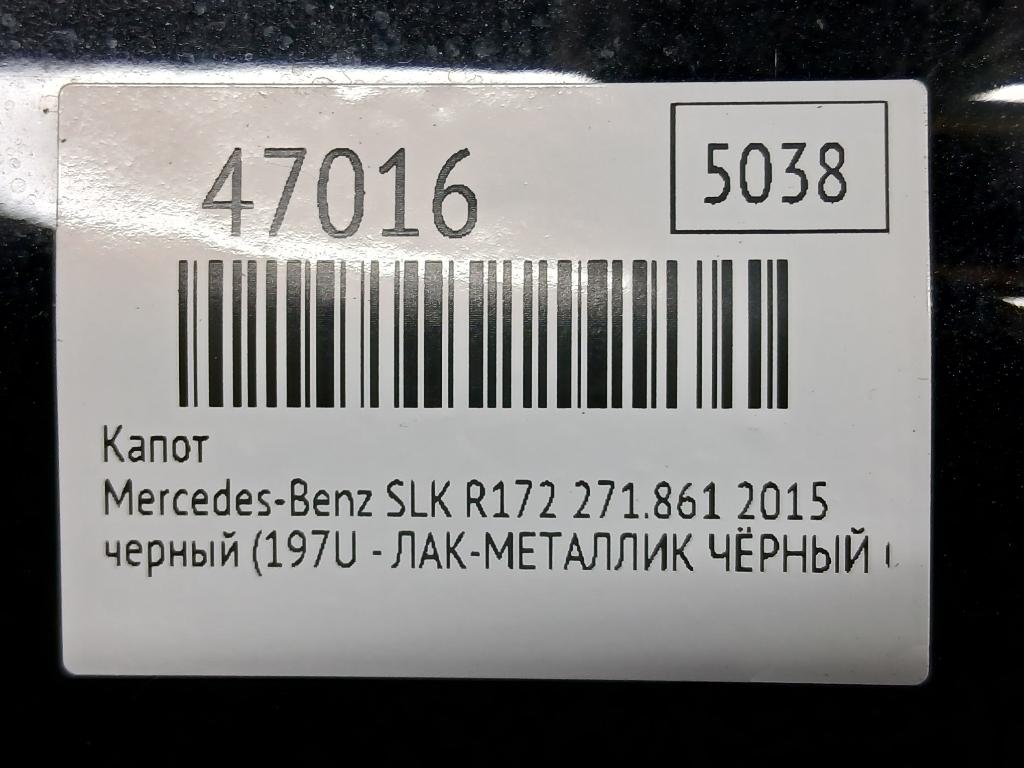 47016
5038
Капот
Mercedes-Benz SLK R172 271.861 2015
черный (197U - ЛАК-МЕТАЛЛИК ЧЁРНЫЙ